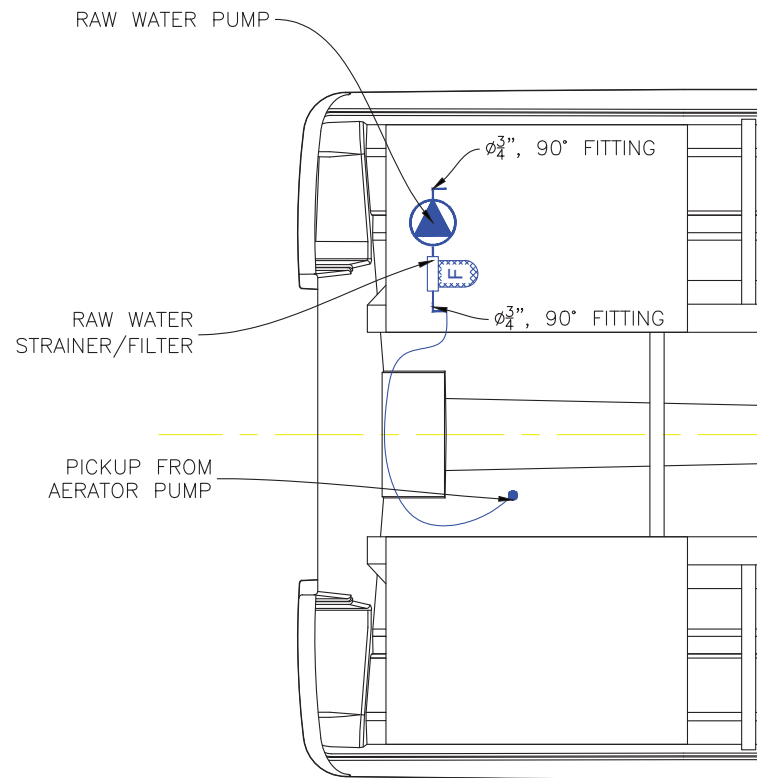 RAW WATER PUMP
Ø3/4", 90° FITTING
F
RAW WATER
STRAINER/FILTER
Ø3/4", 90° FITTING
PICKUP FROM
AERATOR PUMP